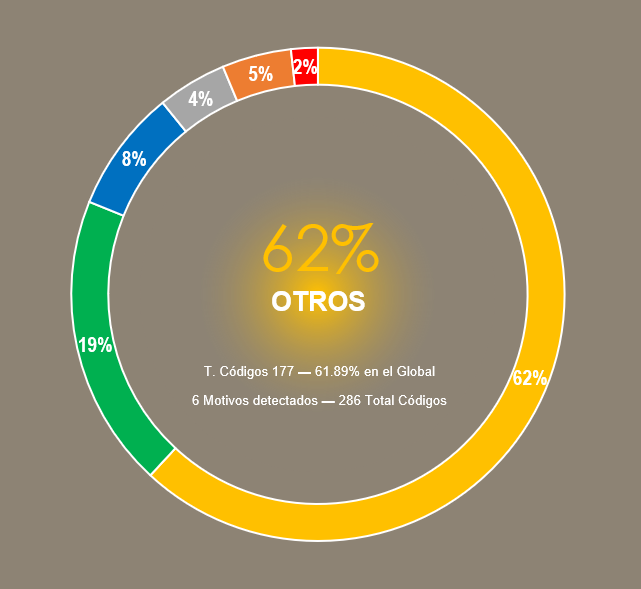 2%
5%
4%
8%
62%
OTROS
19%
T. Códigos 177 — 61.89% en el Global
62%
6 Motivos detectados — 286 Total Códigos